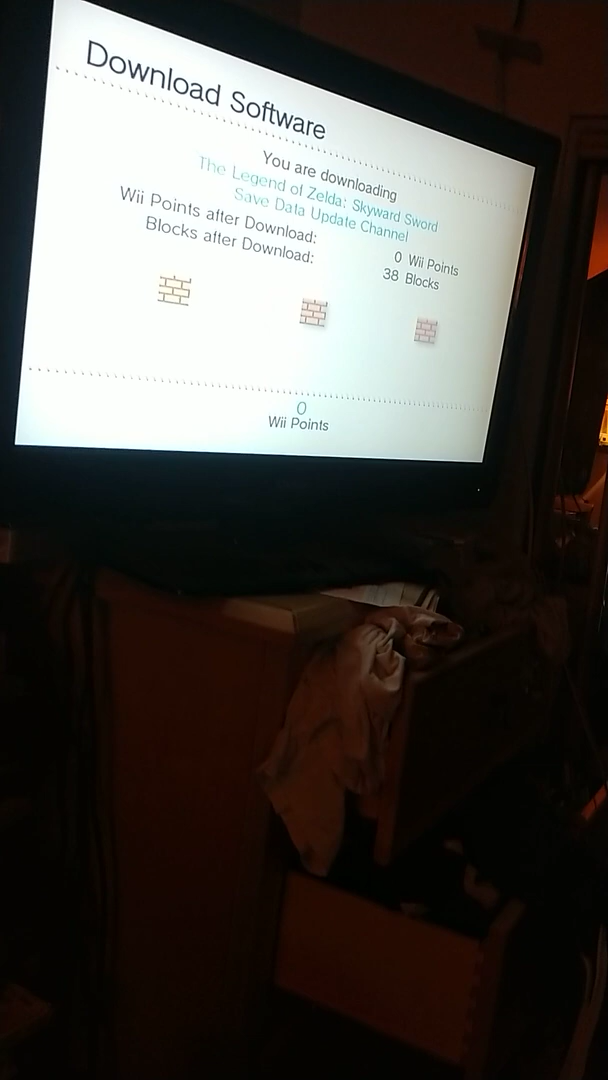 Download Software
You are downloading
The Legend of Zelda: Skyward Sword
Save Data Update Channel
Wii Points after Download: 0 Wii Points
Blocks after Download: 38 Blocks
0
Wii Points